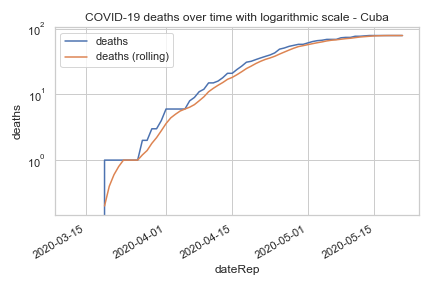 COVID-19 deaths over time with logarithmic scale - Cuba
deaths
deaths (rolling)
10²
10¹
10⁰
deaths
2020-03-15
2020-04-01
2020-04-15
2020-05-01
2020-05-15
dateRep